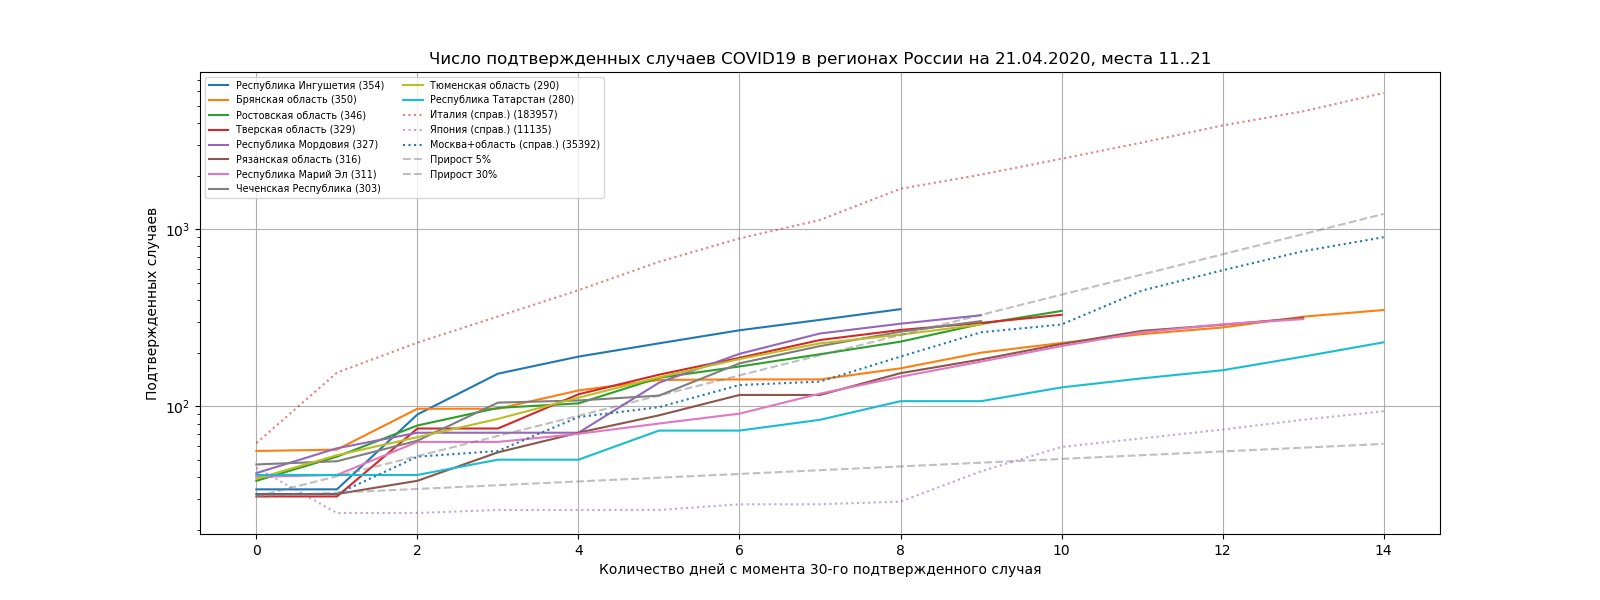 Число подтвержденных случаев COVID19 в регионах России на 21.04.2020, места 11..21
Республика Ингушетия (354)
Брянская область (350)
Ростовская область (346)
Тверская область (329)
Республика Мордовия (327)
Рязанская область (316)
Республика Марий Эл (311)
Чеченская Республика (303)
Тюменская область (290)
Республика Татарстан (280)
Италия (справ.) (183957)
Япония (справ.) (11135)
Москва+область (справ.) (35392)
Прирост 5%
Прирост 30%
Подтвержденных случаев
10³
10²
0 2 4 6 8 10 12 14
Количество дней с момента 30-го подтвержденного случая